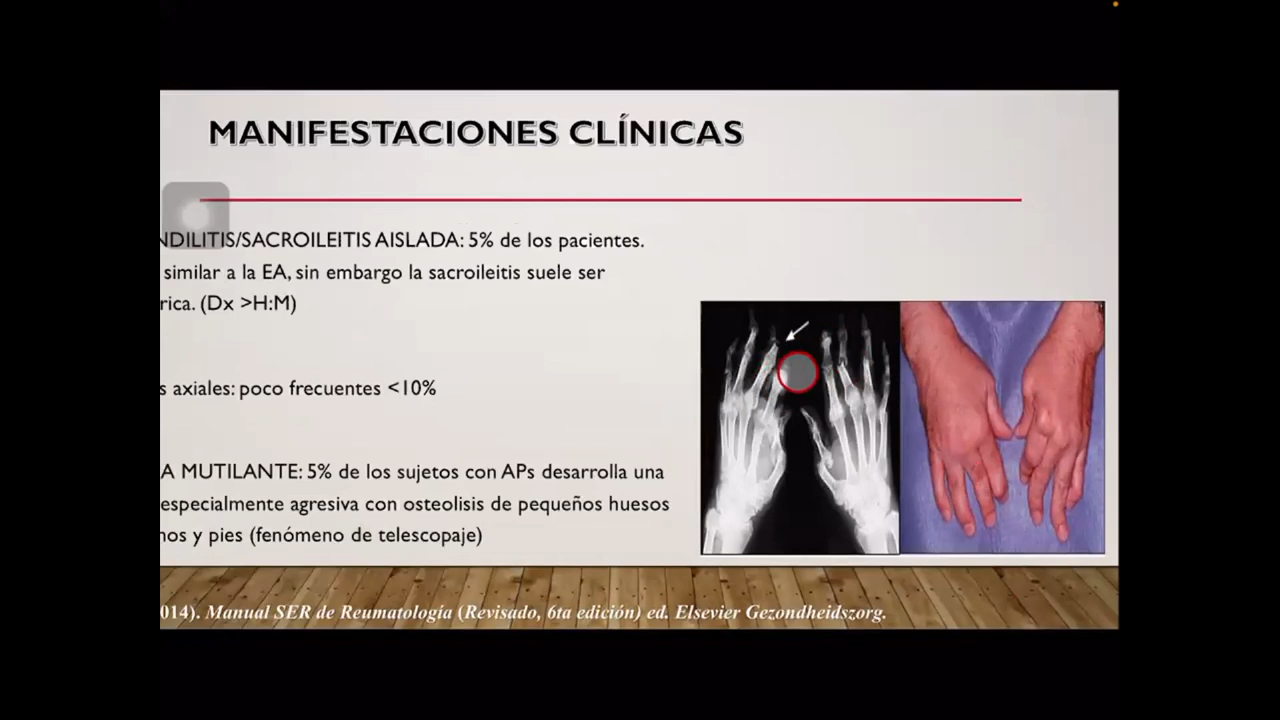 MANIFESTACIONES CLÍNICAS
NDILITIS/SACROILEITIS AISLADA: 5% de los pacientes.
similar a la EA, sin embargo la sacroileitis suele ser
rica. (Dx >H:M)
s axiales: poco frecuentes <10%
A MUTILANTE: 5% de los sujetos con APs desarrolla una
especialmente agresiva con osteolisis de pequeños huesos
nos y pies (fenómeno de telescopaje)
014). Manual SER de Reumatología (Revisado, 6ta edición) ed. Elsevier Gezondheidszorg.